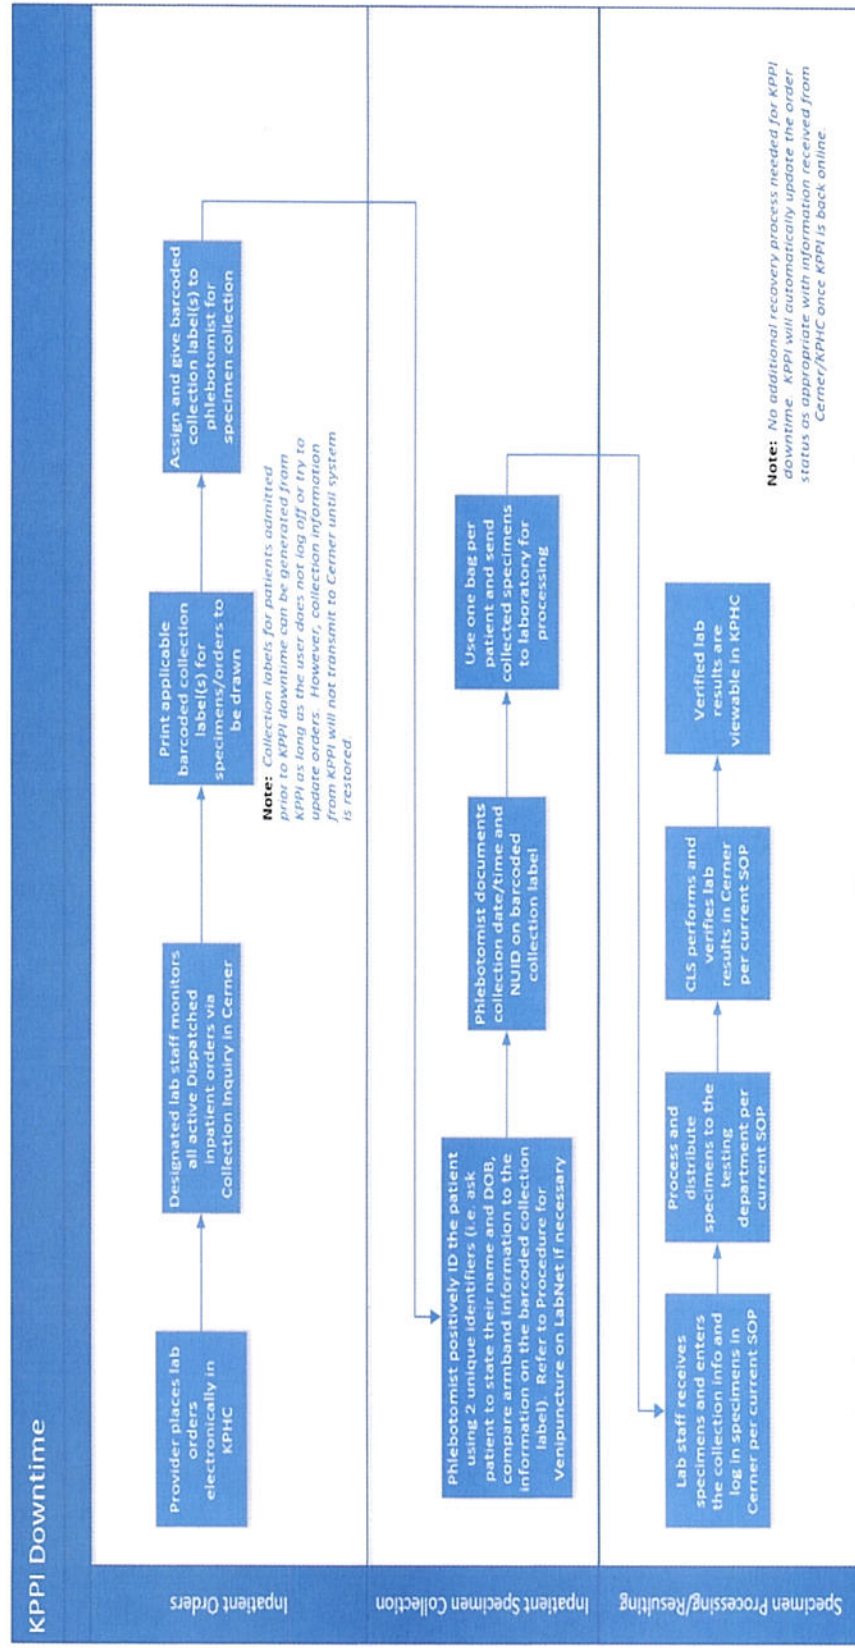 KPPI Downtime
Inpatient Orders
Provider places lab
orders
electronically in
KPHC
Designated lab staff monitors
all active Dispatched
inpatient orders via
Collection Inquiry in Cerner
Print applicable
barcoded collection
label(s) for
specimens/orders to
be drawn
Assign and give barcoded
collection label(s) to
phlebotomist for
specimen collection
Note: Collection labels for patients admitted
prior to KPPI downtime can be generated from
KPPI as long as the user does not log off or try to
update orders. However, collection information
from KPPI will not transmit to Cerner until system
is restored.
Inpatient Specimen Collection
Phlebotomist positively ID the patient
using 2 unique identifiers (i.e. ask
patient to state their name and DOB,
compare armband information to the
information on the barcoded collection
label). Refer to Procedure for
Venipuncture on LabNet if necessary
Phlebotomist documents
collection date/time and
NUID on barcoded
collection label
Use one bag per
patient and send
collected specimens
to laboratory for
processing
Specimen Processing/Resulting
Lab staff receives
specimens and enters
the collection info and
log in specimens in
Cerner per current SOP
Process and
distribute
specimens to the
testing
department per
current SOP
CLS performs and
verifies lab
results in Cerner
per current SOP
Verified lab
results are
viewable in KPHC
Note: No additional recovery process needed for KPPI
downtime. KPPI will automatically update the order
status as appropriate with information received from
Cerner/KPHC once KPPI is back online.